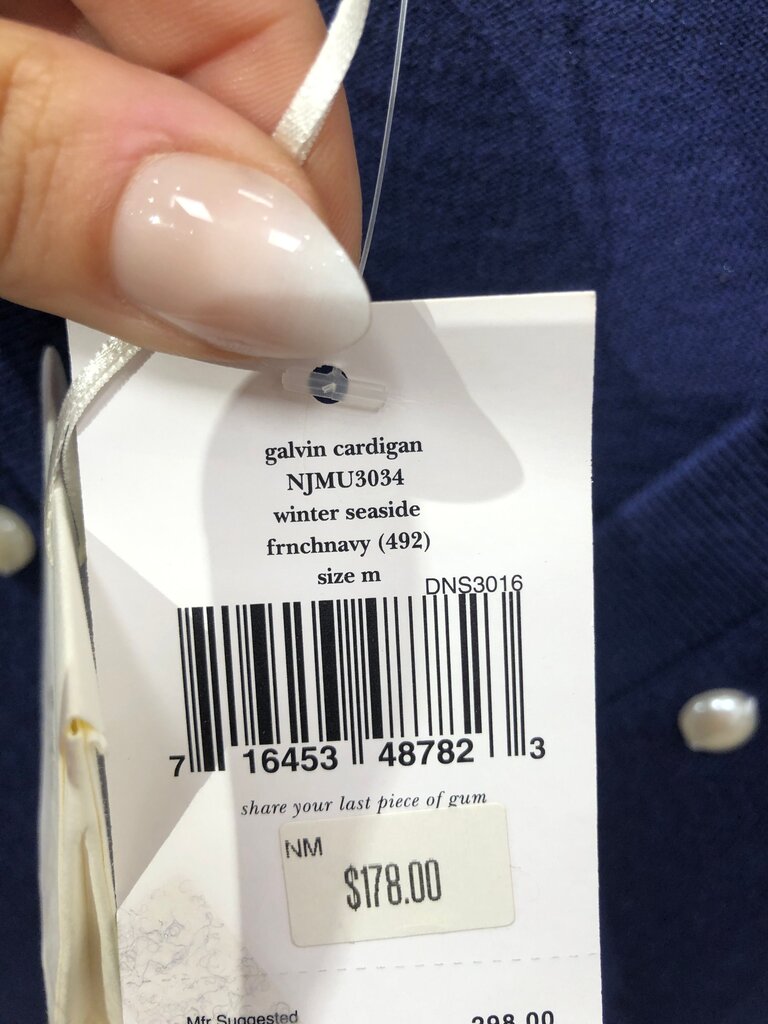 galvin cardigan
NJMU3034
winter seaside
frnchnavy (492)
size m
DNS3016
7 16453 48782 3
share your last piece of gum
NM
$178.00
Mfr Suggested 298.00